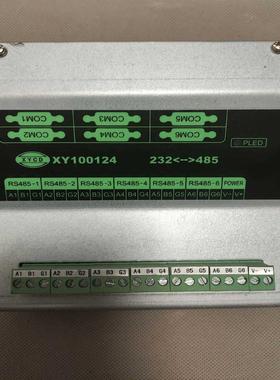 COM1 COM3 COM5
COM2 COM4 COM6
PLED
XYCO XY100124 232<-->485
RS485-1 RS485-2 RS485-3 RS485-4 RS485-5 RS485-6 POWER
A1 B1 G1 A2 B2 G2 A3 B3 G3 A4 B4 G4 A5 B5 G5 A6 B6 G6 V- V+
A1 B1 G1 A2 B2 G2 A3 B3 G3 A4 B4 G4 A5 B5 G5 A6 B6 G6 V- V+